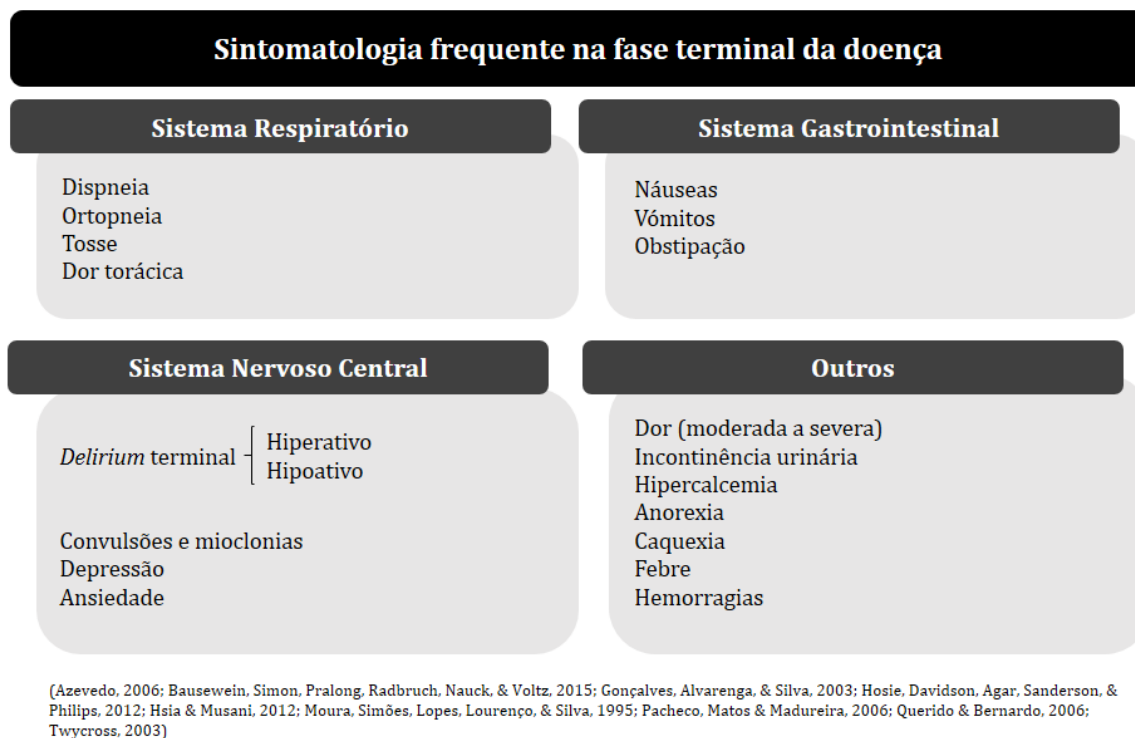 Sintomatologia frequente na fase terminal da doença
Sistema Respiratório
Dispneia
Ortopneia
Tosse
Dor torácica
Sistema Gastrointestinal
Náuseas
Vómitos
Obstipação
Sistema Nervoso Central
Delirium terminal
Hiperativo
Hipoativo
Convulsões e mioclonias
Depressão
Ansiedade
Outros
Dor (moderada a severa)
Incontinência urinária
Hipercalcemia
Anorexia
Caquexia
Febre
Hemorragias
(Azevedo, 2006; Bausewein, Simon, Pralong, Radbruch, Nauck, & Voltz, 2015; Gonçalves, Alvarenga, & Silva, 2003; Hosie, Davidson, Agar, Sanderson, &
Philips, 2012; Hsia & Musani, 2012; Moura, Simões, Lopes, Lourenço, & Silva, 1995; Pacheco, Matos & Madureira, 2006; Querido & Bernardo, 2006;
Twycross, 2003)